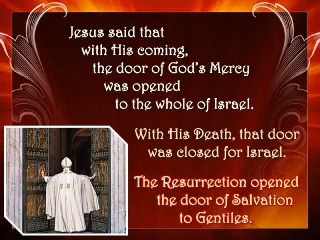 Jesus said that
with His coming,
the door of God's Mercy
was opened
to the whole of Israel.
With His Death, that door
was closed for Israel.
The Resurrection opened
the door of Salvation
to Gentiles.